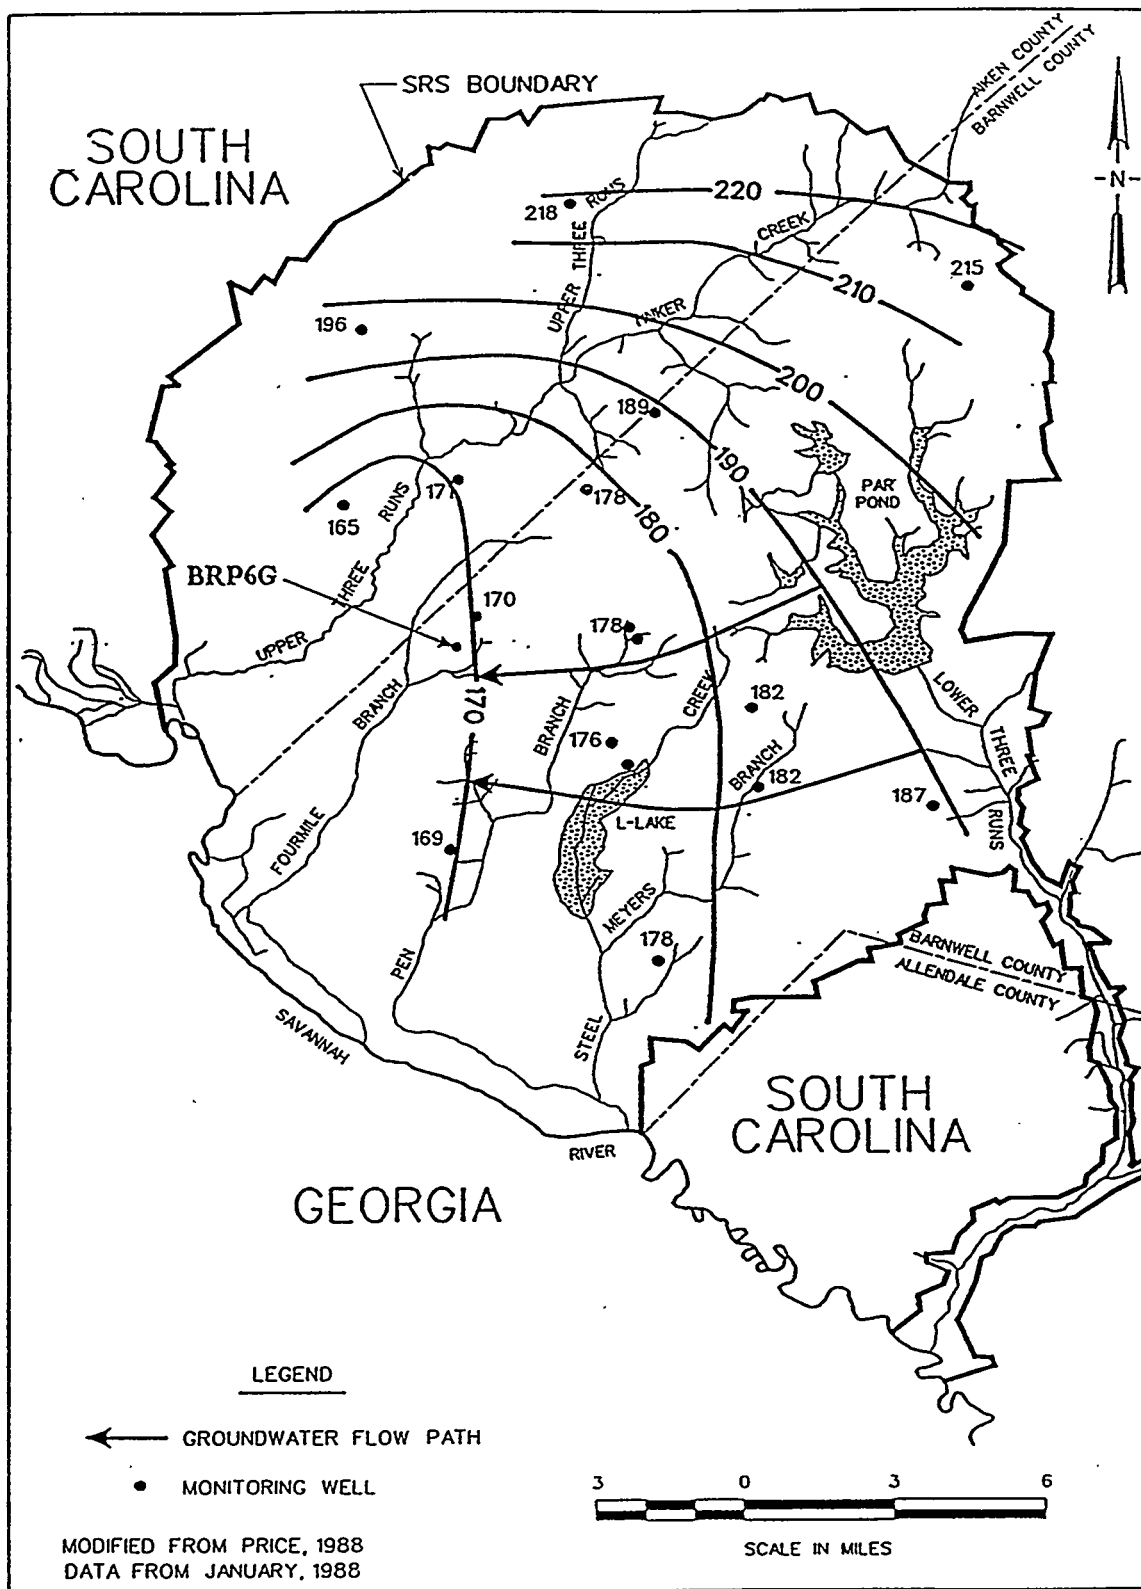 AIKEN COUNTY
BARNWELL COUNTY
SRS BOUNDARY
SOUTH
CAROLINA
N
220
218
UPPER THREE RUNS
CREEK
215
210
TINKER
196
200
189
190
PAR
POND
171
178
165
180
UPPER THREE RUNS
BRP6G
170
178
LOWER
THREE
RUNS
BRANCH
170
BRANCH
CREEK
182
176
BRANCH
182
187
L-LAKE
FOURMILE
169
MEYERS
178
BARNWELL COUNTY
ALLENDALE COUNTY
PEN
STEEL
SAVANNAH
RIVER
SOUTH
CAROLINA
GEORGIA
LEGEND
GROUNDWATER FLOW PATH
MONITORING WELL
3 0 3 6
SCALE IN MILES
MODIFIED FROM PRICE, 1988
DATA FROM JANUARY, 1988